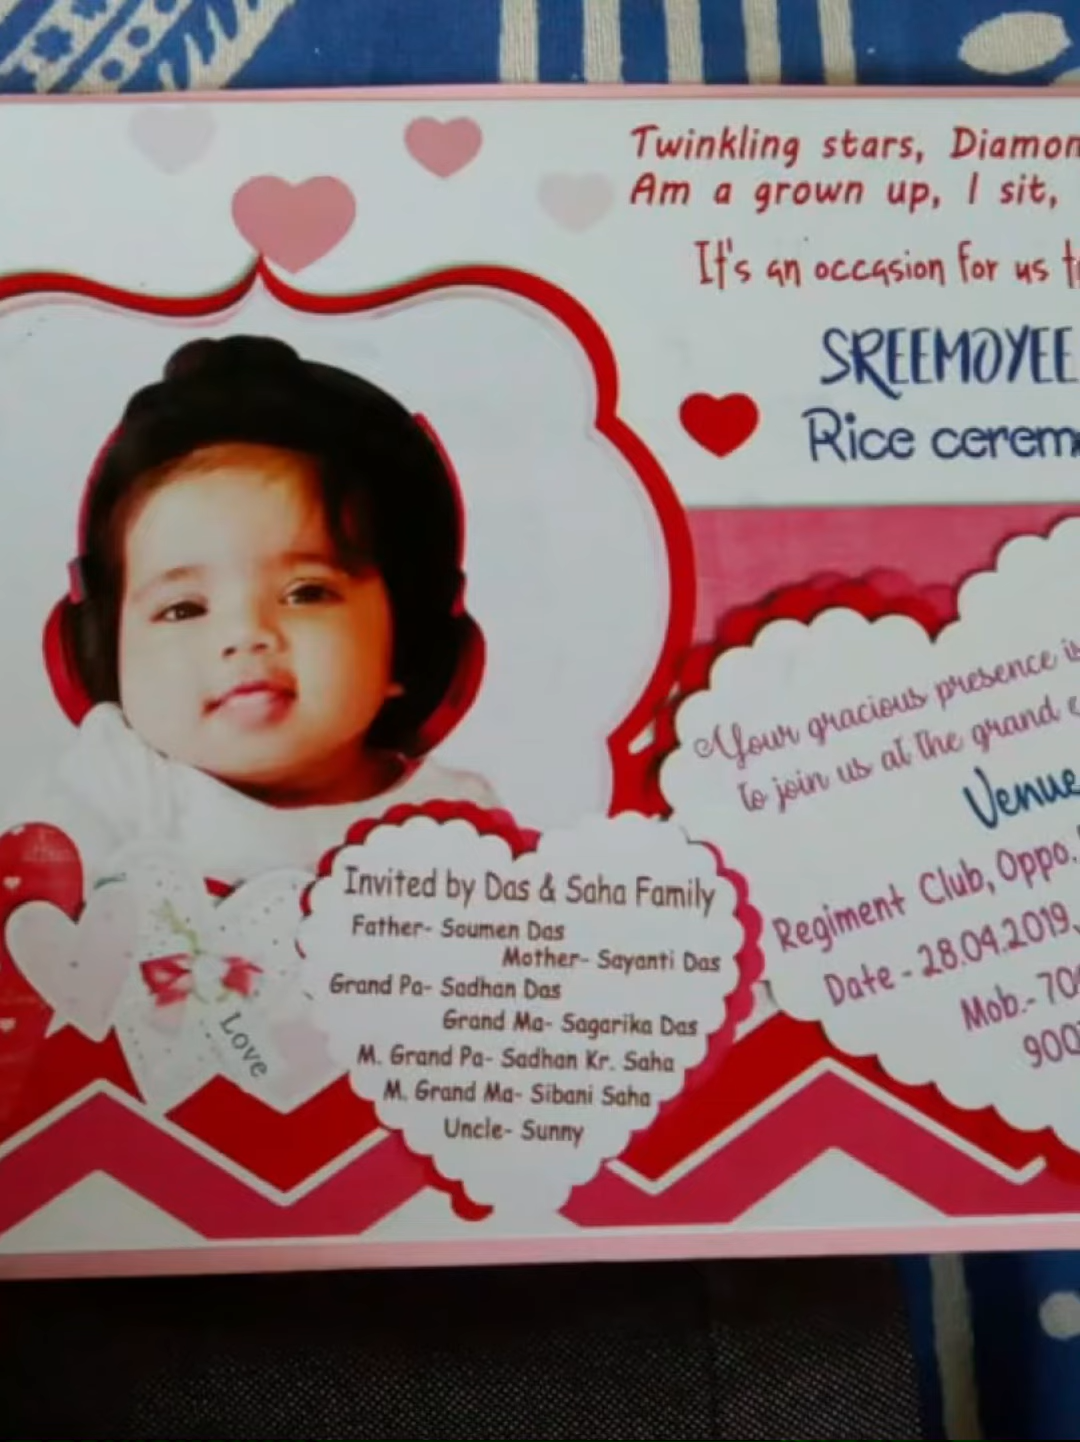 Twinkling stars, Diamon
Am a grown up, I sit,
It's an occasion for us
SREEMOYEE
Rice cerem
Your gracious presence is
to join us at the grand
Venue
Regiment Club, Oppo.
Date - 28.04.2019.
Mob.- 70
900
Invited by Das & Saha Family
Father- Soumen Das
Mother- Sayanti Das
Grand Pa- Sadhan Das
Grand Ma- Sagarika Das
M. Grand Pa- Sadhan Kr. Saha
M. Grand Ma- Sibani Saha
Uncle- Sunny
Love